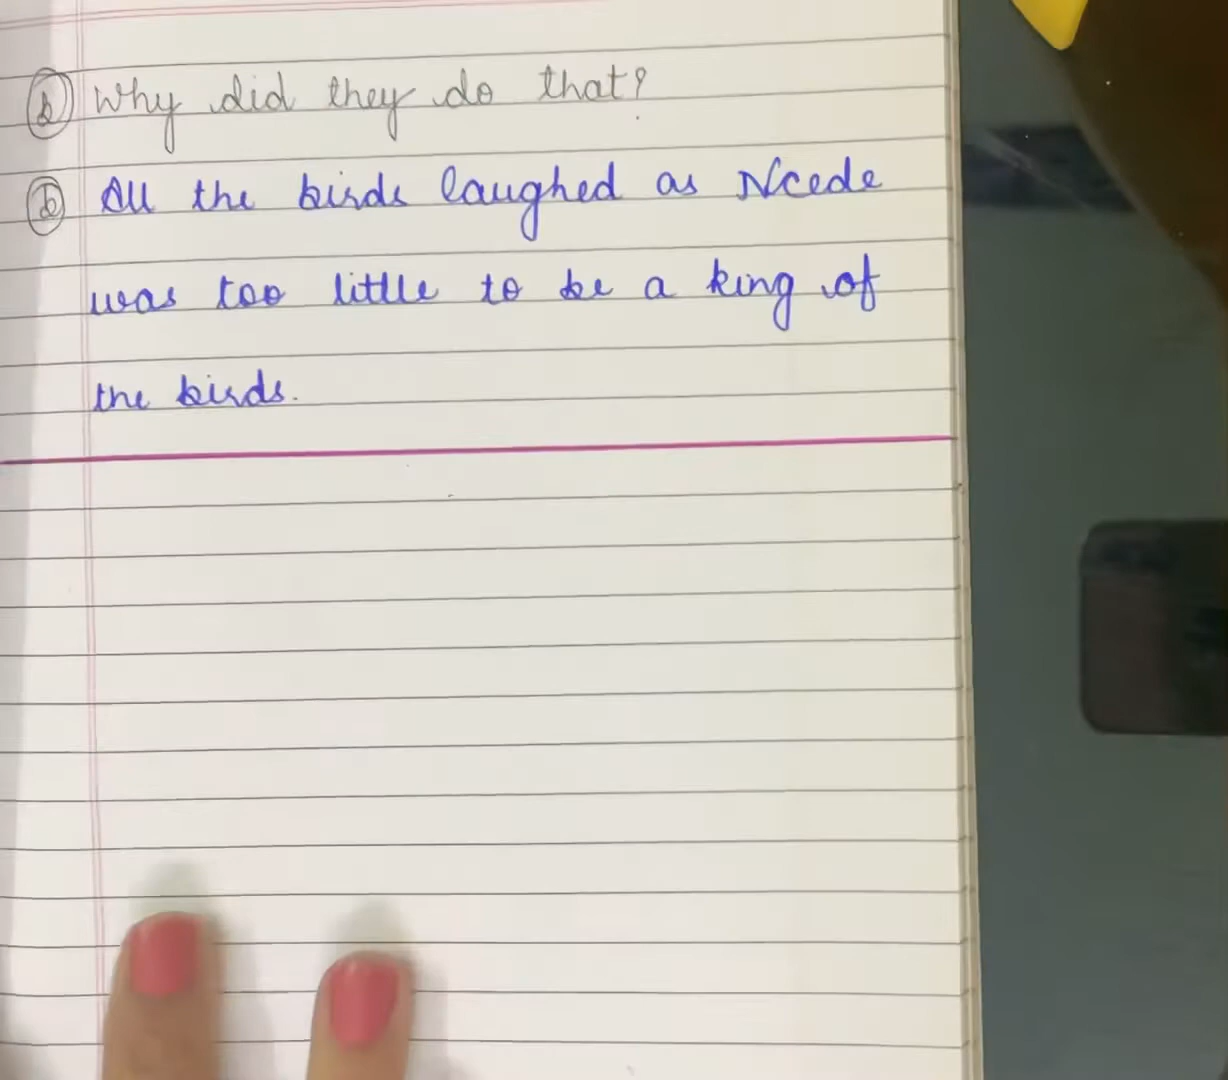 (b) Why did they do that?
(b) All the birds laughed as Ncede
was too little to be a king of
the birds.